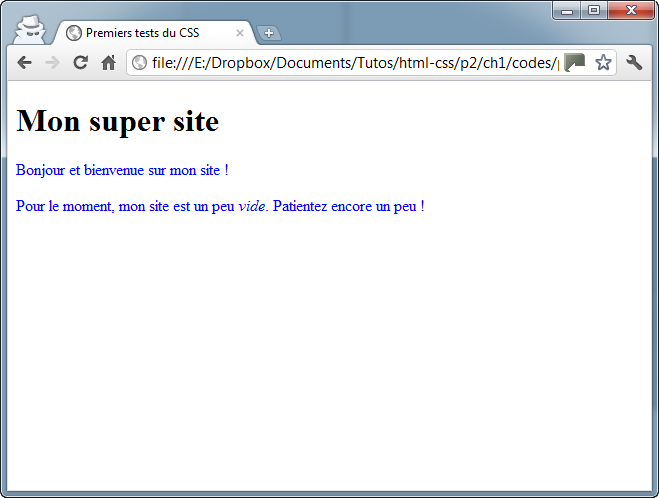 Premiers tests du CSS
file:///E:/Dropbox/Documents/Tutos/html-css/p2/ch1/codes/
Mon super site
Bonjour et bienvenue sur mon site !
Pour le moment, mon site est un peu vide. Patientez encore un peu !